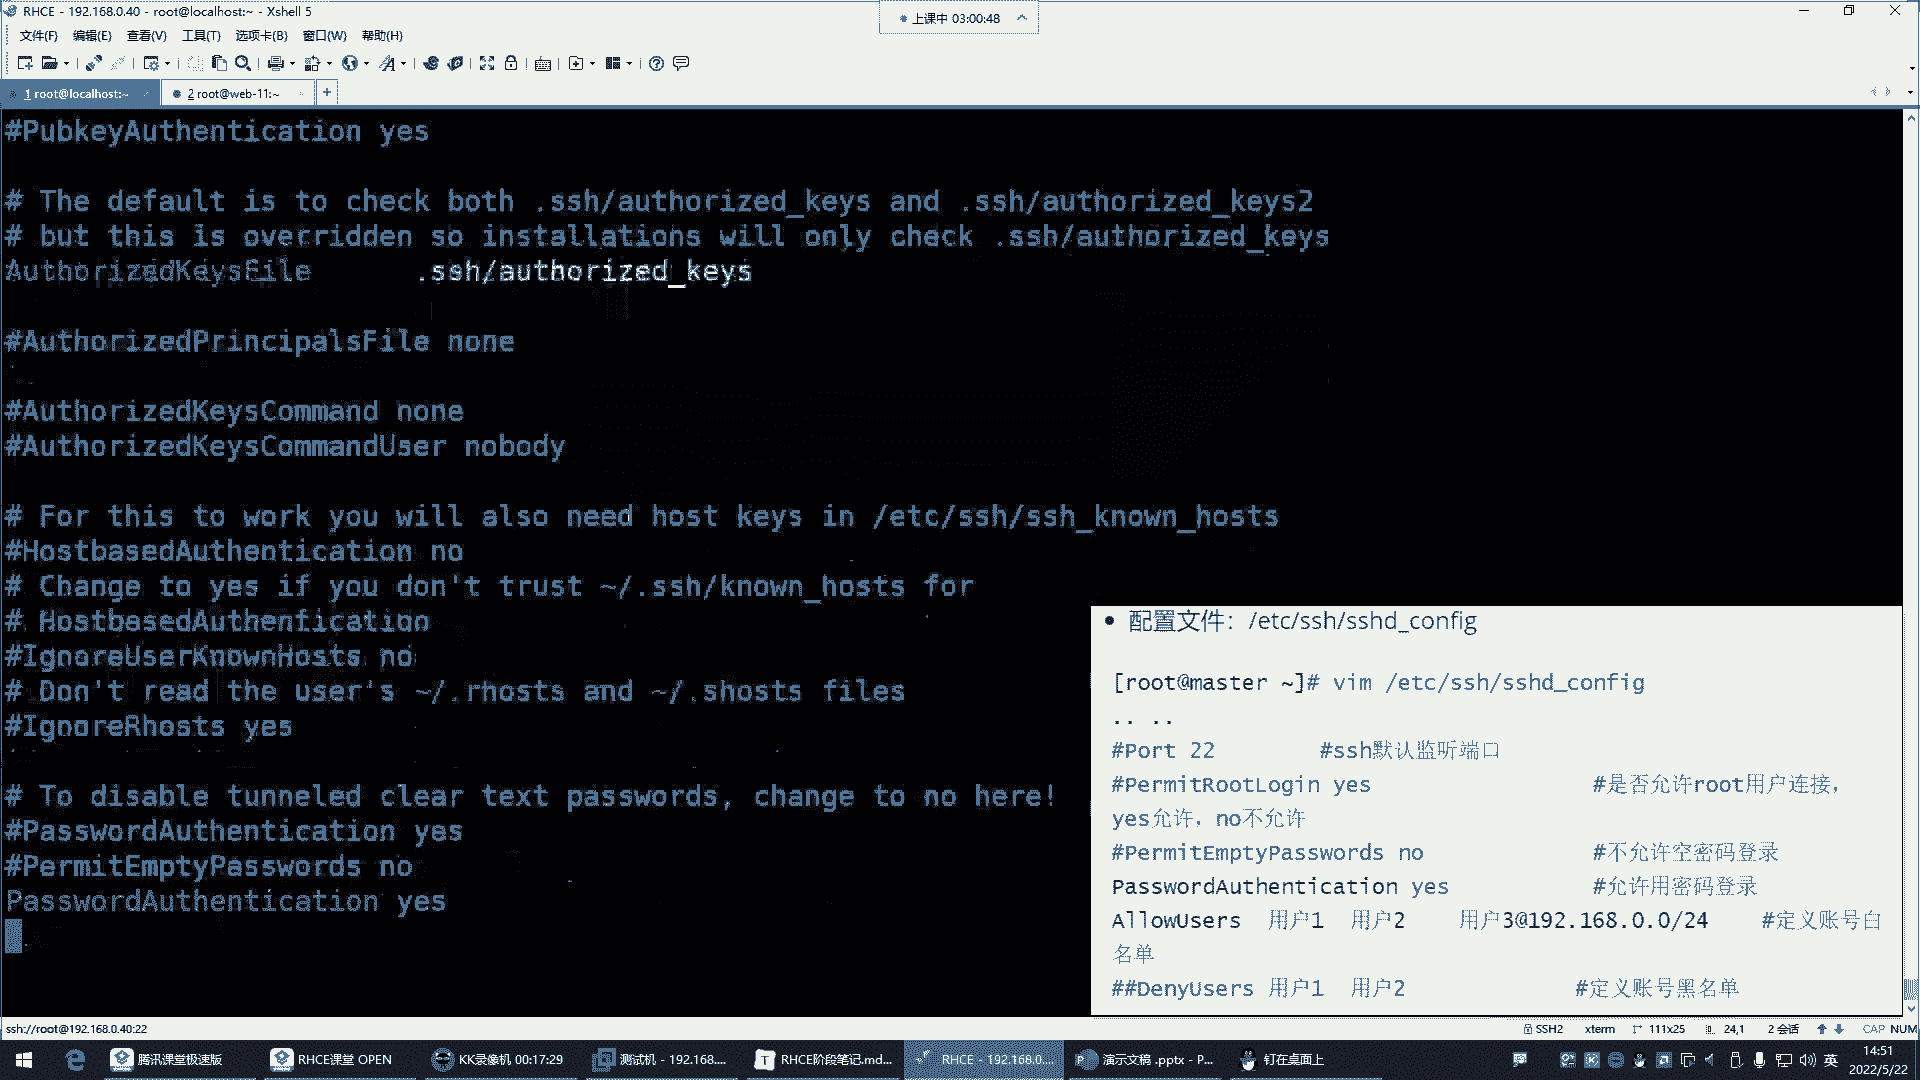 RHCE - 192.168.0.40 - root@localhost:~ - Xshell 5
上课中 03:00:48
文件(F) 编辑(E) 查看(V) 工具(T) 选项卡(B) 窗口(W) 帮助(H)
1 root@localhost:~ 2 root@web-11:~ +
#PubkeyAuthentication yes
# The default is to check both .ssh/authorized_keys and .ssh/authorized_keys2
# but this is overridden so installations will only check .ssh/authorized_keys
AuthorizedKeysFile .ssh/authorized_keys
#AuthorizedPrincipalsFile none
#AuthorizedKeysCommand none
#AuthorizedKeysCommandUser nobody
# For this to work you will also need host keys in /etc/ssh/ssh_known_hosts
#HostbasedAuthentication no
# Change to yes if you don't trust ~/.ssh/known_hosts for
# HostbasedAuthentication
#IgnoreUserKnownHosts no
# Don't read the user's ~/.rhosts and ~/.shosts files
#IgnoreRhosts yes
# To disable tunneled clear text passwords, change to no here!
#PasswordAuthentication yes
#PermitEmptyPasswords no
PasswordAuthentication yes
• 配置文件：/etc/ssh/sshd_config
[root@master ~]# vim /etc/ssh/sshd_config
.. ..
#Port 22 #ssh默认监听端口
#PermitRootLogin yes #是否允许root用户连接，
yes允许，no不允许
#PermitEmptyPasswords no #不允许空密码登录
PasswordAuthentication yes #允许用密码登录
AllowUsers 用户1 用户2 用户3@192.168.0.0/24 #定义账号白
名单
##DenyUsers 用户1 用户2 #定义账号黑名单
ssh://root@192.168.0.40:22 SSH2 xterm 111x25 24,1 2 会话 CAP NUM
腾讯课堂极速版 RHCE课堂 OPEN KK录像机 00:17:29 测试机 - 192.168.... RHCE阶段笔记.md... RHCE - 192.168.0.... 演示文稿 .pptx - P... 钉在桌面上 英 14:51
2022/5/22